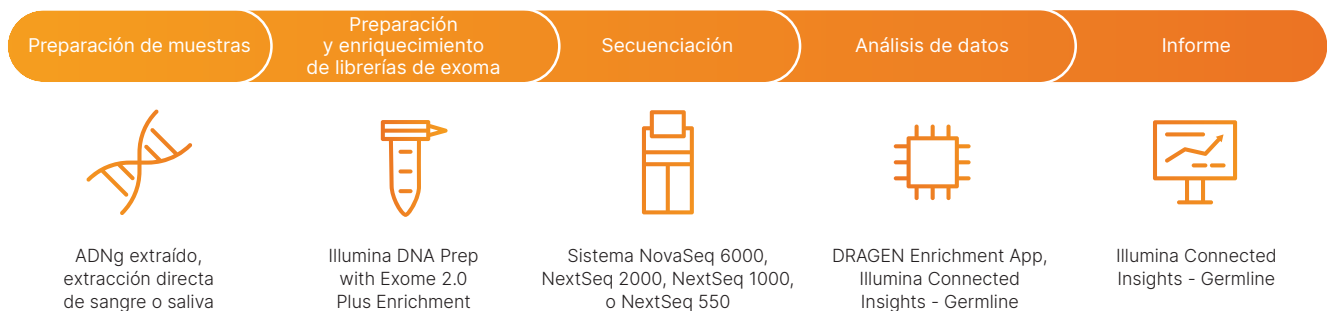 Preparación de muestras
Preparación
y enriquecimiento
de librerías de exoma
Secuenciación
Análisis de datos
Informe
ADNg extraído,
extracción directa
de sangre o saliva
Illumina DNA Prep
with Exome 2.0
Plus Enrichment
Sistema NovaSeq 6000,
NextSeq 2000, NextSeq 1000,
o NextSeq 550
DRAGEN Enrichment App,
Illumina Connected
Insights - Germline
Illumina Connected
Insights - Germline